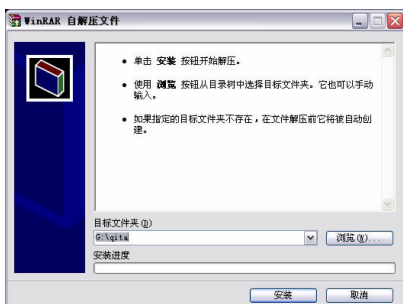 WinRAR 自解压文件
• 单击 安装 按钮开始解压。
• 使用 浏览 按钮从目录树中选择目标文件夹。它也可以手动
输入。
• 如果指定的目标文件夹不存在，在文件解压前它将被自动创
建。
目标文件夹(D)
G:\qita
浏览(W)...
安装进度
安装
取消